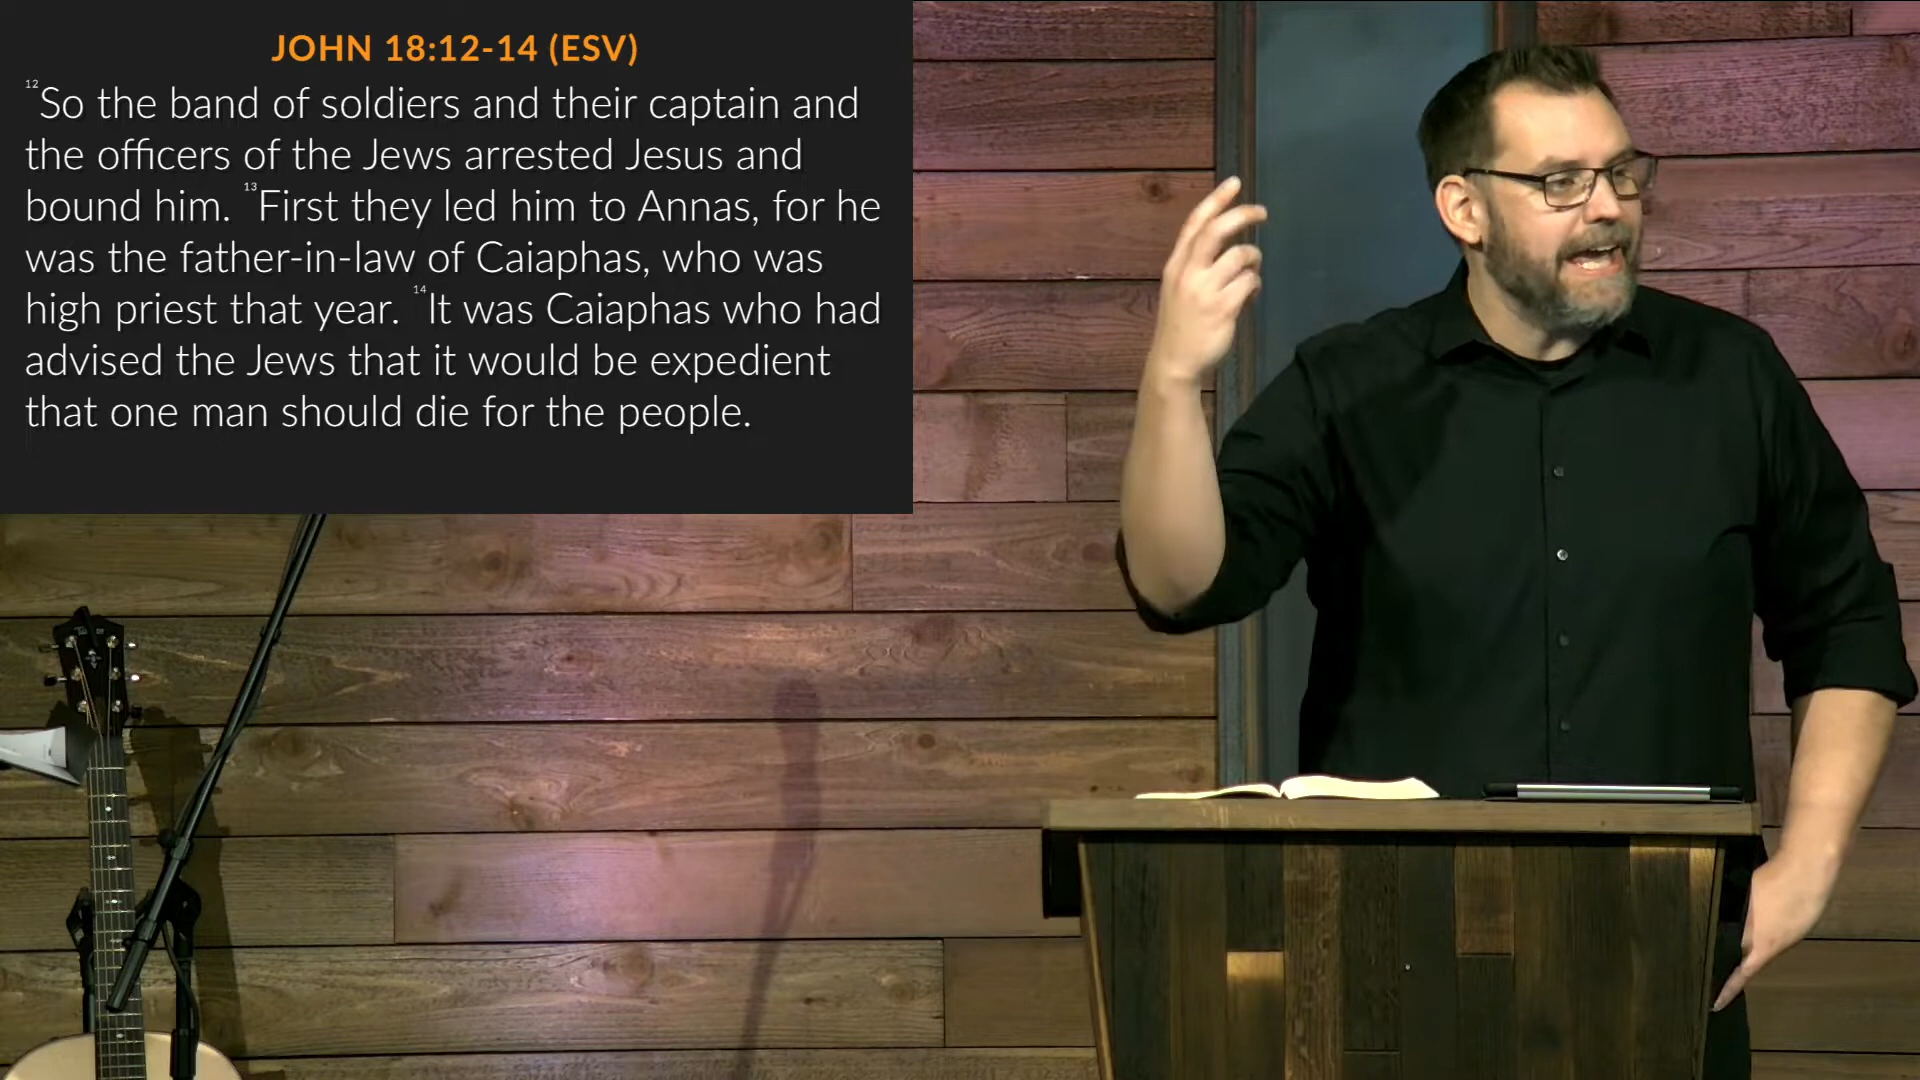 JOHN 18:12-14 (ESV)
12So the band of soldiers and their captain and
the officers of the Jews arrested Jesus and
bound him. 13First they led him to Annas, for he
was the father-in-law of Caiaphas, who was
high priest that year. 14It was Caiaphas who had
advised the Jews that it would be expedient
that one man should die for the people.